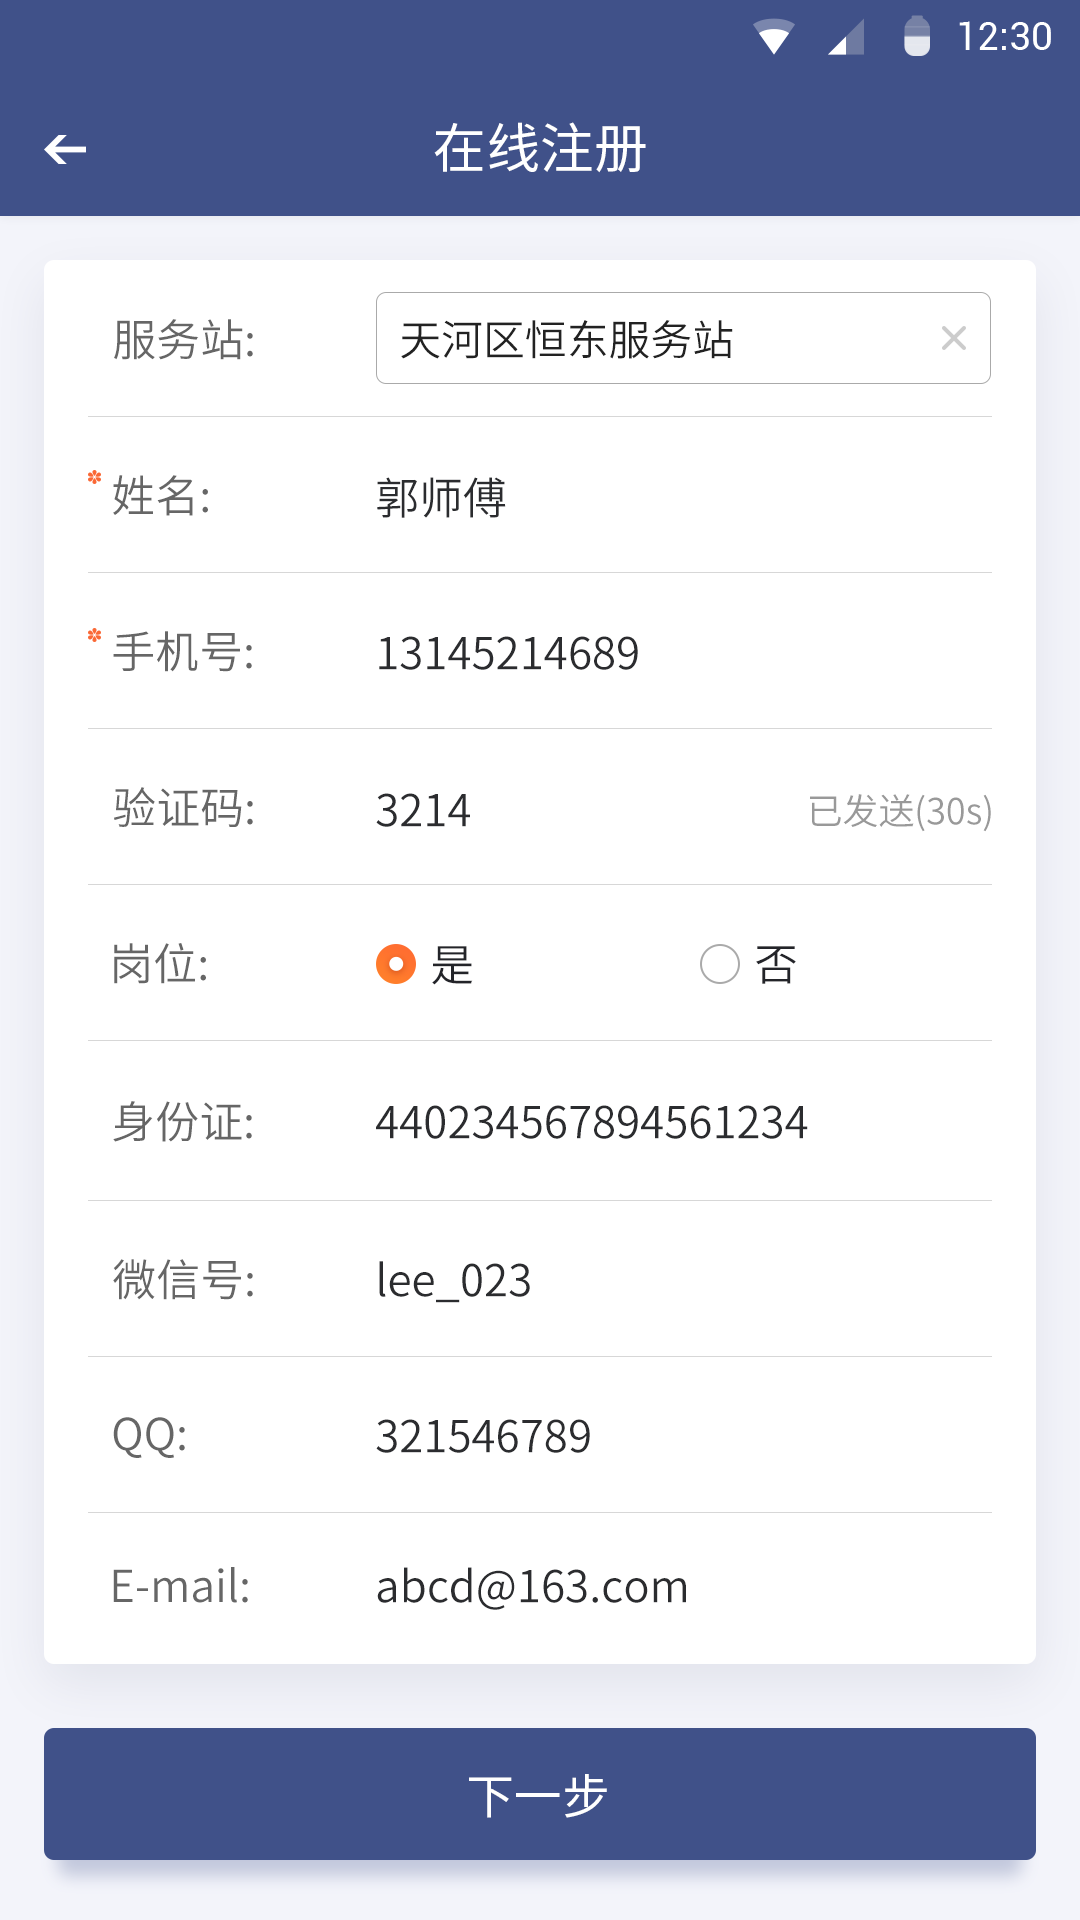 12:30
在线注册
服务站: 天河区恒东服务站
* 姓名: 郭师傅
* 手机号: 13145214689
验证码: 3214 已发送(30s)
岗位: 是 否
身份证: 440234567894561234
微信号: lee_023
QQ: 321546789
E-mail: abcd@163.com
下一步